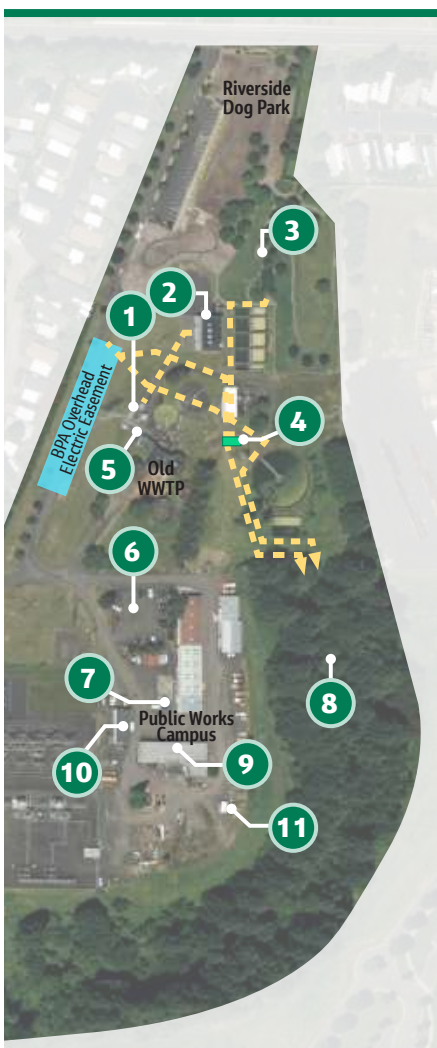 Riverside
Dog Park
3
2
1
BPA Overhead
Electric Easement
4
5
Old
WWTP
6
7
8
Public Works
Campus
9
10
11